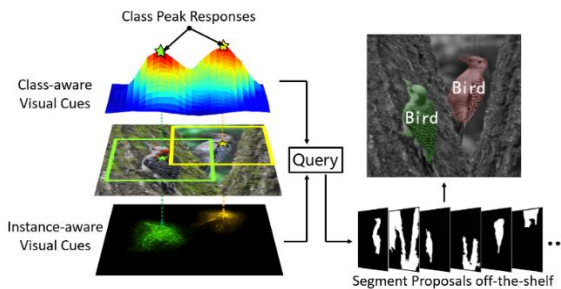 Class Peak Responses
Class-aware
Visual Cues
Query
Instance-aware
Visual Cues
Bird
Bird
Segment Proposals off-the-shelf